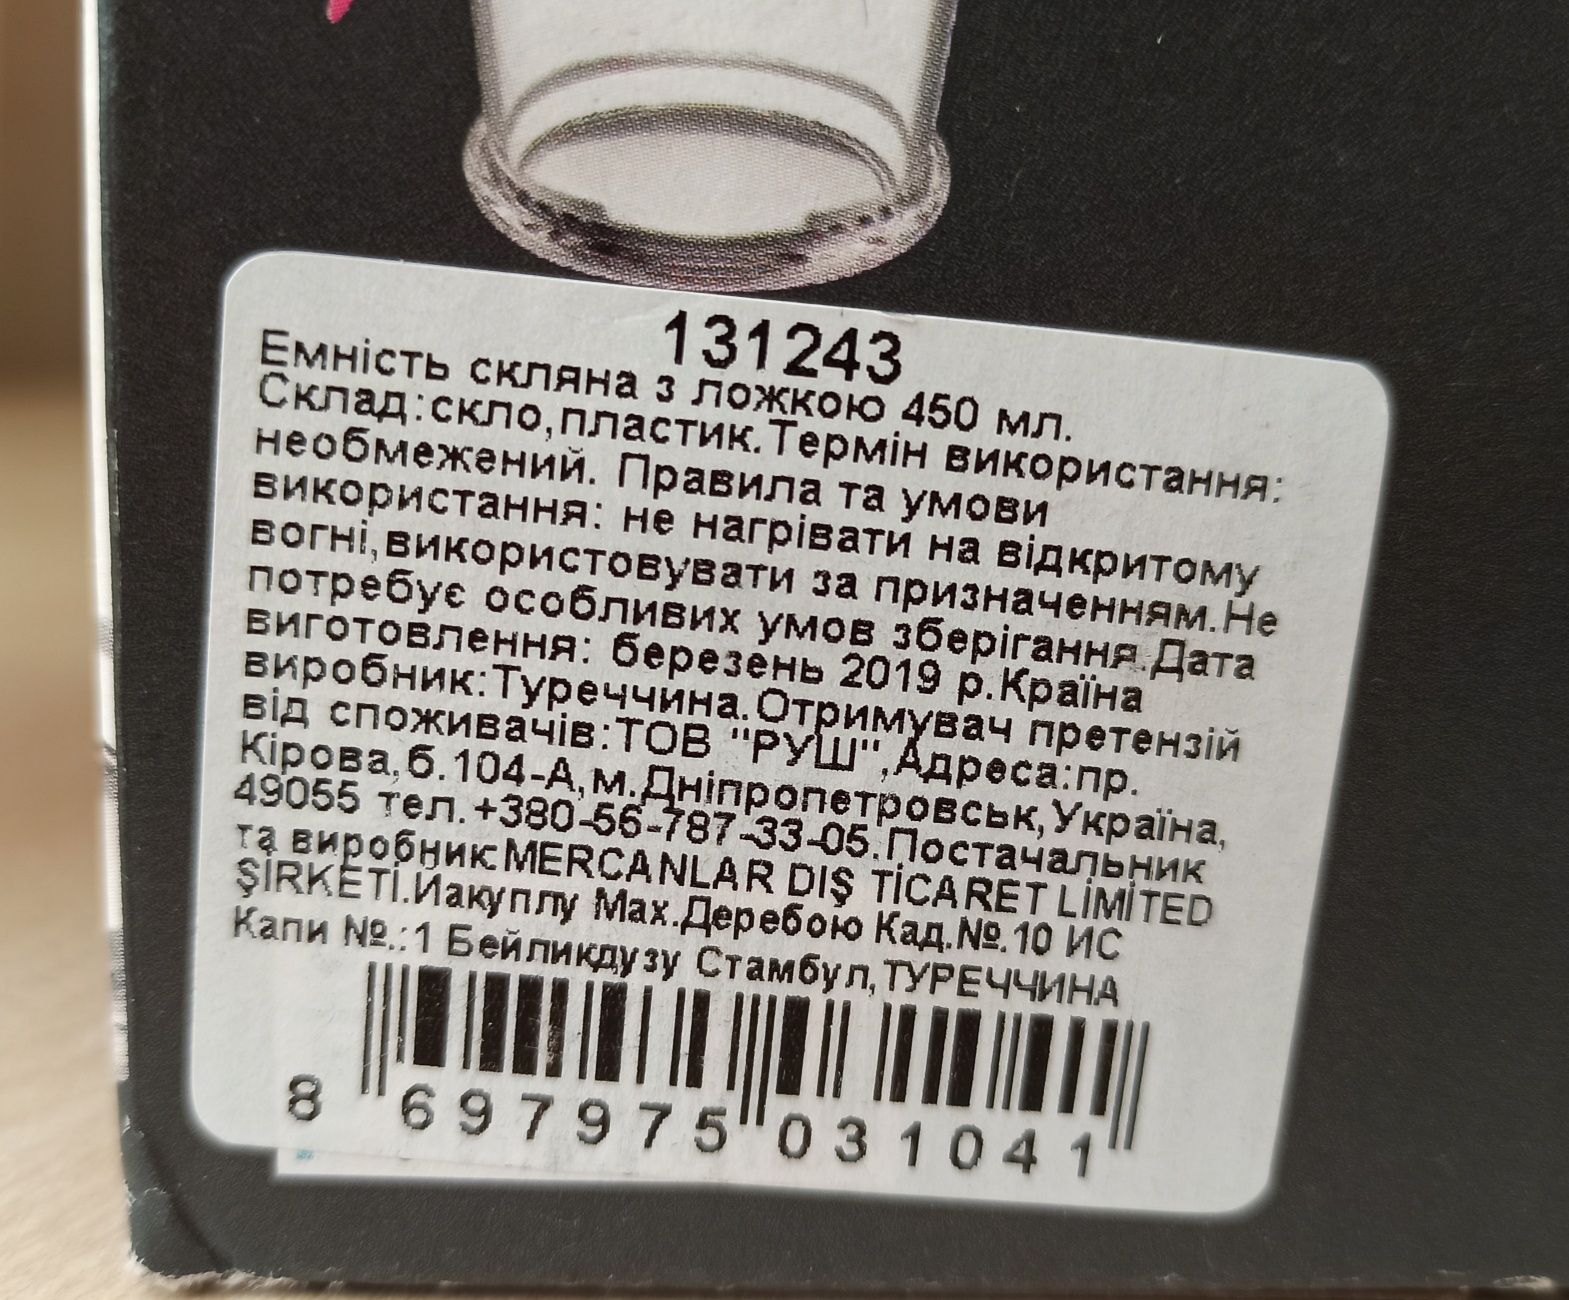 131243
Емність скляна з ложкою 450 мл.
Склад:скло,пластик.Термін використання:
необмежений. Правила та умови
використання: не нагрівати на відкритому
вогні,використовувати за призначенням.Не
потребує особливих умов зберігання.Дата
виготовлення: березень 2019 р.Країна
виробник:Туреччина.Отримувач претензій
від споживачів:ТОВ "РУШ",Адреса:пр.
Кірова,б.104-А,м.Дніпропетровськ,Україна,
49055 тел.+380-56-787-33-05.Постачальник
та виробник:MERCANLAR DIŞ TİCARET LİMİTED
ŞİRKETİ.Иакуплу Мах.Деребою Кад.№.10 ИС
Капи №.:1 Бейликдузу Стамбул,ТУРЕЧЧИНА
8 697975 031041